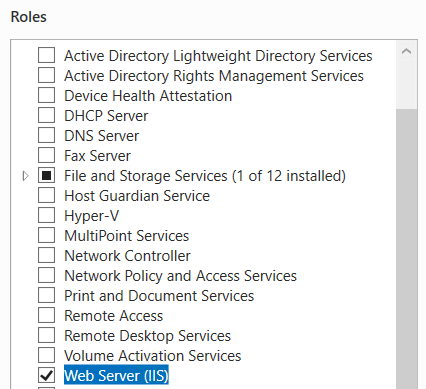 Roles
Active Directory Lightweight Directory Services
Active Directory Rights Management Services
Device Health Attestation
DHCP Server
DNS Server
Fax Server
File and Storage Services (1 of 12 installed)
Host Guardian Service
Hyper-V
MultiPoint Services
Network Controller
Network Policy and Access Services
Print and Document Services
Remote Access
Remote Desktop Services
Volume Activation Services
Web Server (IIS)